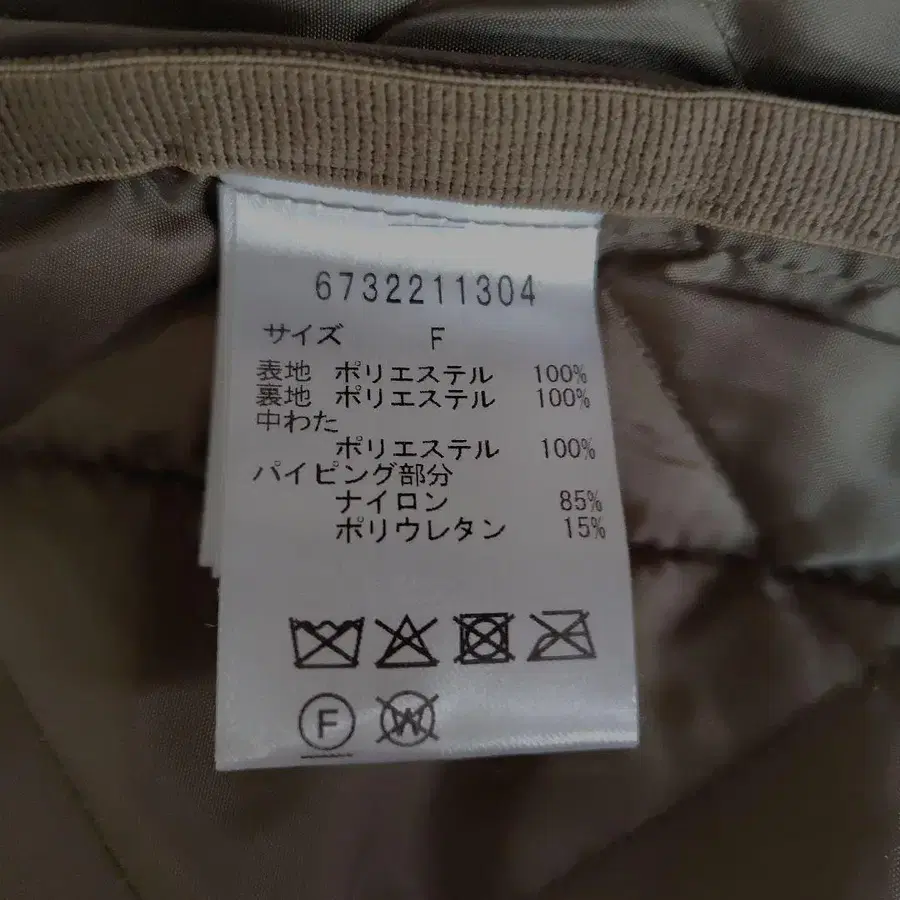 6732211304
サイズ F
表地 ポリエステル 100%
裏地 ポリエステル 100%
中わた
ポリエステル 100%
パイピング部分
ナイロン 85%
ポリウレタン 15%
F W